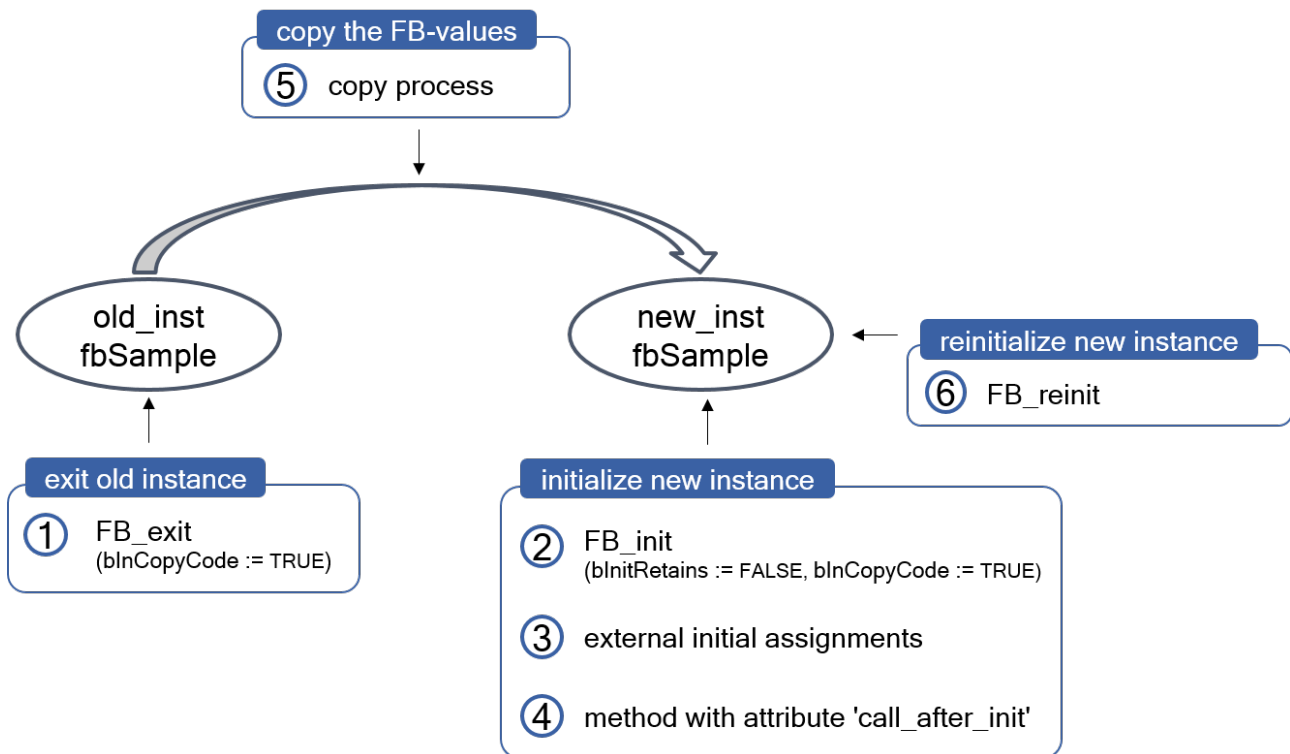 copy the FB-values
5 copy process
old_inst
fbSample
new_inst
fbSample
reinitialize new instance
6 FB_reinit
exit old instance
1 FB_exit
(bInCopyCode := TRUE)
initialize new instance
2 FB_init
(bInitRetains := FALSE, bInCopyCode := TRUE)
3 external initial assignments
4 method with attribute 'call_after_init'